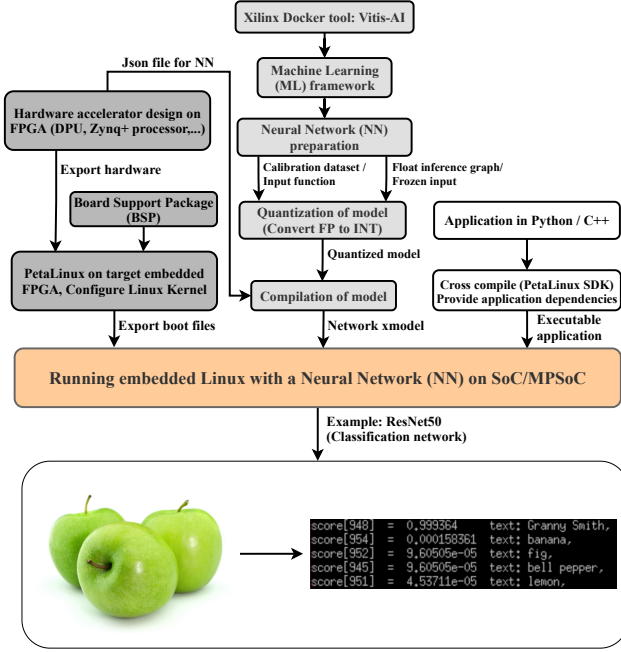 Xilinx Docker tool: Vitis-AI
Json file for NN
Machine Learning
(ML) framework
Hardware accelerator design on
FPGA (DPU, Zynq+ processor,...)
Neural Network (NN)
preparation
Export hardware
Calibration dataset /
Input function
Float inference graph/
Frozen input
Board Support Package
(BSP)
Quantization of model
(Convert FP to INT)
Application in Python / C++
Quantized model
PetaLinux on target embedded
FPGA, Configure Linux Kernel
Compilation of model
Cross compile (PetaLinux SDK)
Provide application dependencies
Export boot files
Network xmodel
Executable
application
Running embedded Linux with a Neural Network (NN) on SoC/MPSoC
Example: ResNet50
(Classification network)
score[948] = 0.999364 text: Granny Smith,
score[954] = 0.000158361 text: banana,
score[952] = 9.60505e-05 text: fig,
score[945] = 9.60505e-05 text: bell pepper,
score[951] = 4.53711e-05 text: lemon,